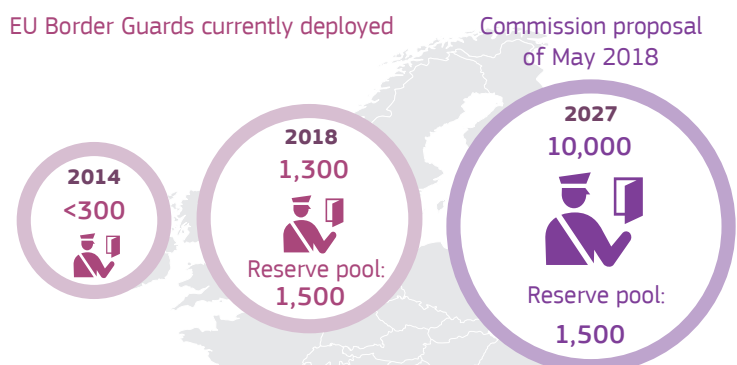 EU Border Guards currently deployed
Commission proposal
of May 2018
2014
<300
2018
1,300
Reserve pool:
1,500
2027
10,000
Reserve pool:
1,500